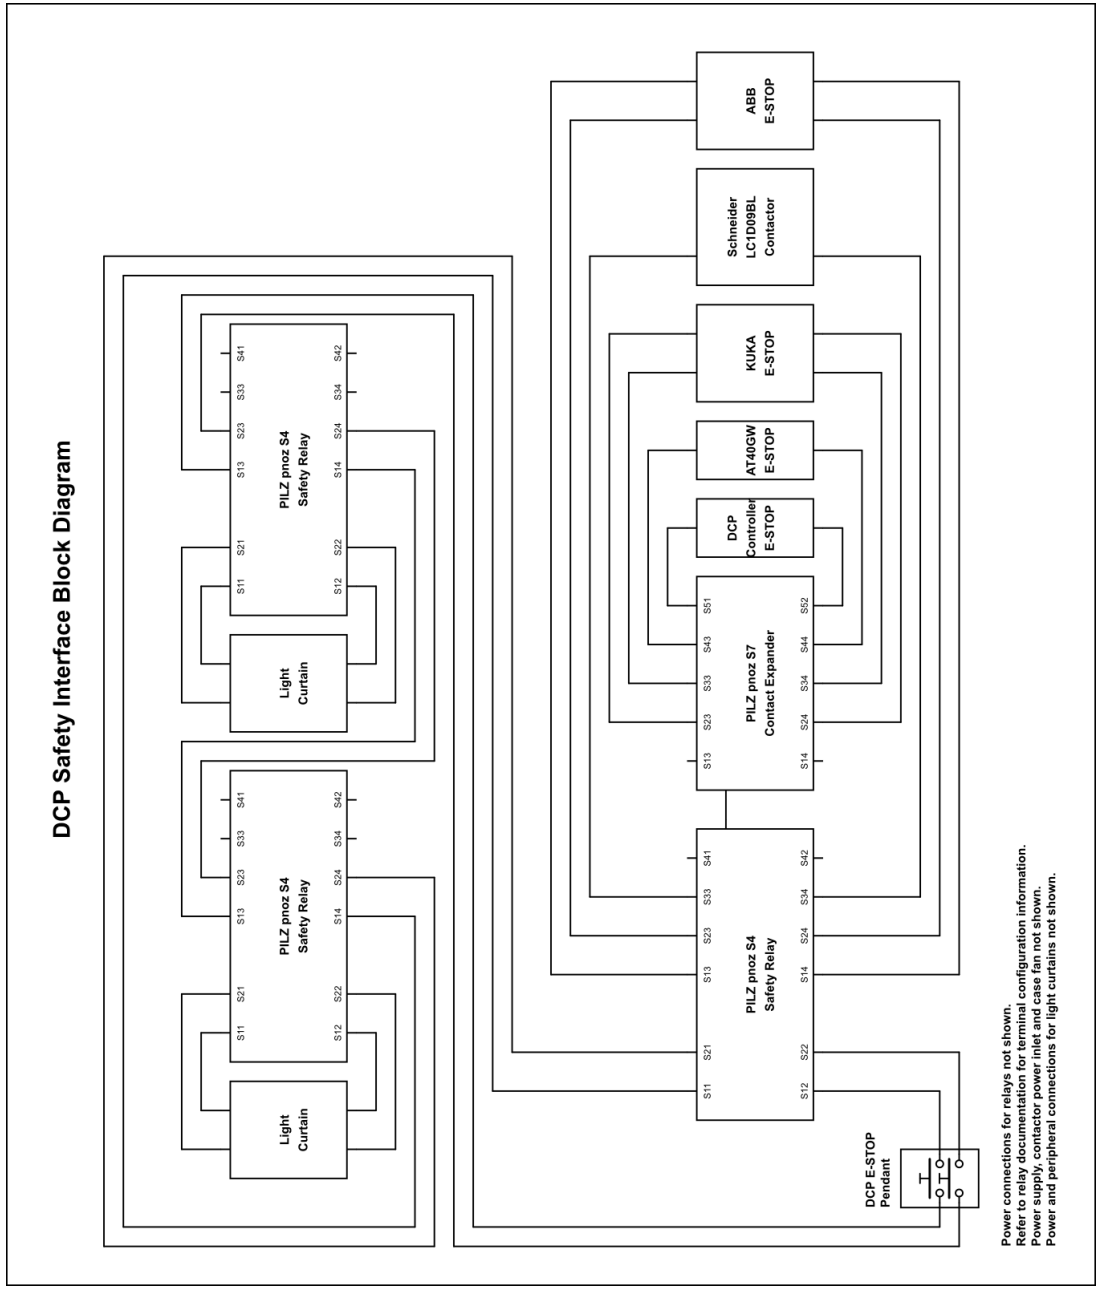 DCP Safety Interface Block Diagram
Light
Curtain
S11
S21
S13
S23
S33
S41
PILZ pnoz S4
Safety Relay
S12
S22
S14
S24
S34
S42
Light
Curtain
S11
S21
S13
S23
S33
S41
PILZ pnoz S4
Safety Relay
S12
S22
S14
S24
S34
S42
S11
S21
S13
S23
S33
S41
PILZ pnoz S4
Safety Relay
S12
S22
S14
S24
S34
S42
S13
S23
S33
S43
S51
PILZ pnoz S7
Contact Expander
S14
S24
S34
S44
S52
DCP
Controller
E-STOP
AT40GW
E-STOP
KUKA
E-STOP
Schneider
LC1D09BL
Contactor
ABB
E-STOP
DCP E-STOP
Pendant
Power connections for relays not shown.
Refer to relay documentation for terminal configuration information.
Power supply, contactor power inlet and case fan not shown.
Power and peripheral connections for light curtains not shown.